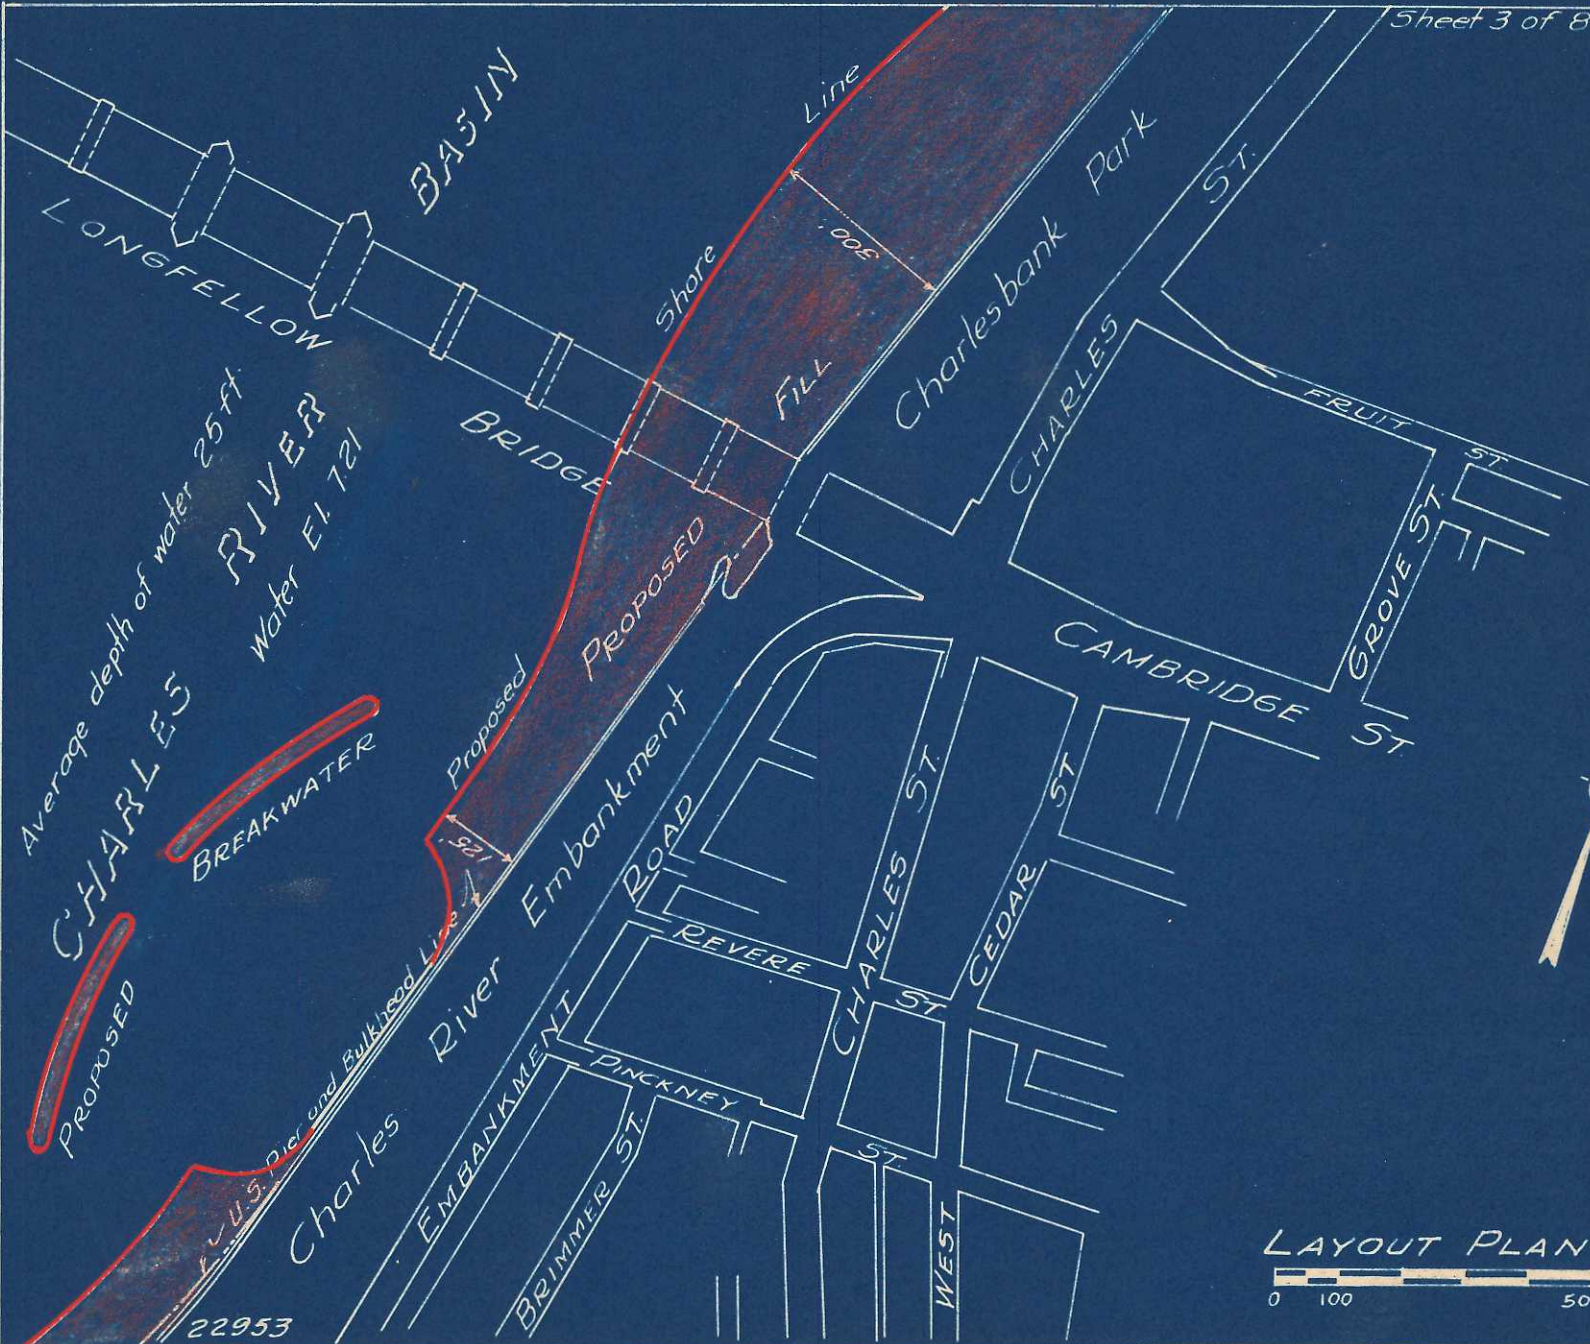 Sheet 3 of 8
BASIN
LONGFELLOW
BRIDGE
Shore
Line
300'
FILL
PROPOSED
Charlesbank Park
CHARLES
ST.
FRUIT
ST.
GROVE ST.
CAMBRIDGE
ST.
Average depth of water 25 ft.
CHARLES
RIVER
Water El. 7.21
Proposed
BREAKWATER
PROPOSED
125'
U.S. Pier and Bulkhead Line
Charles River Embankment
EMBANKMENT
ROAD
REVERE
ST.
CHARLES ST.
CEDAR
ST
PINCKNEY
ST.
BRIMMER ST.
WEST
22953
LAYOUT PLAN
0 100 50